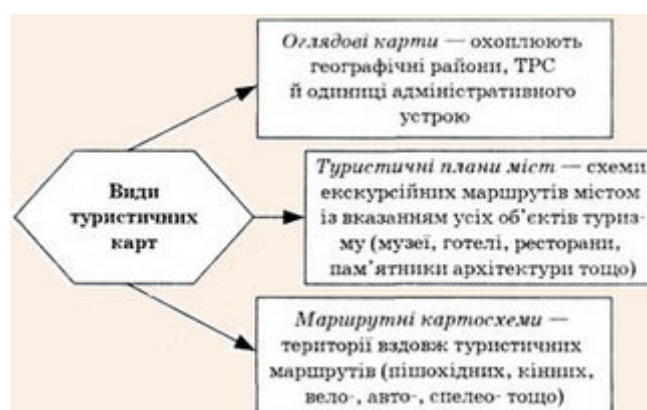 Оглядові карти — охоплюють
географічні райони, ТРС
й одиниці адміністративного
устрою
Види
туристичних
карт
Туристичні плани міст — схеми
екскурсійних маршрутів містом
із вказанням усіх об’єктів туриз-
му (музеї, готелі, ресторани,
пам’ятники архітектури тощо)
Маршрутні картосхеми —
території вздовж туристичних
маршрутів (пішохідних, кінних,
вело-, авто-, спелео- тощо)